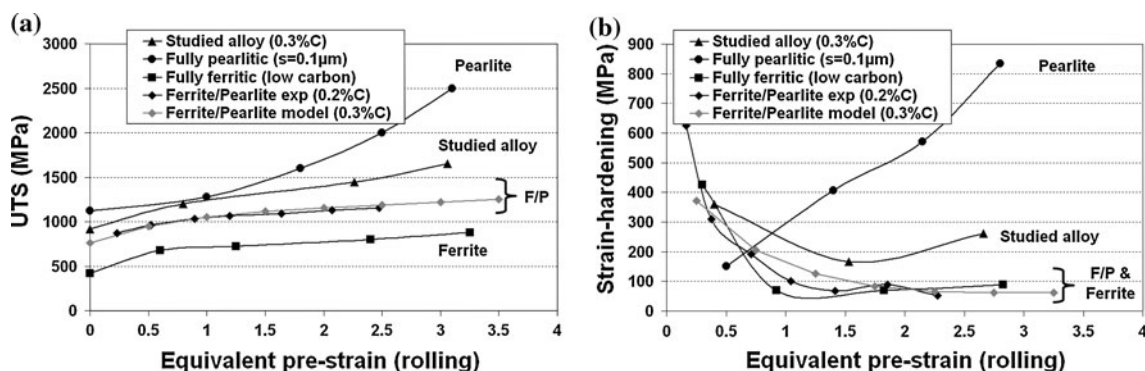 (a)
3000
2500
2000
1500
1000
500
0
UTS (MPa)
Studied alloy (0.3%C)
Fully pearlitic (s=0.1µm)
Fully ferritic (low carbon)
Ferrite/Pearlite exp (0.2%C)
Ferrite/Pearlite model (0.3%C)
Pearlite
Studied alloy
F/P
Ferrite
0 0.5 1 1.5 2 2.5 3 3.5 4
Equivalent pre-strain (rolling)
(b)
900
800
700
600
500
400
300
200
100
0
Strain-hardening (MPa)
Studied alloy (0.3%C)
Fully pearlitic (s=0.1µm)
Fully ferritic (low carbon)
Ferrite/Pearlite exp (0.2%C)
Ferrite/Pearlite model (0.3%C)
Pearlite
Studied alloy
F/P &
Ferrite
0 0.5 1 1.5 2 2.5 3 3.5 4
Equivalent pre-strain (rolling)